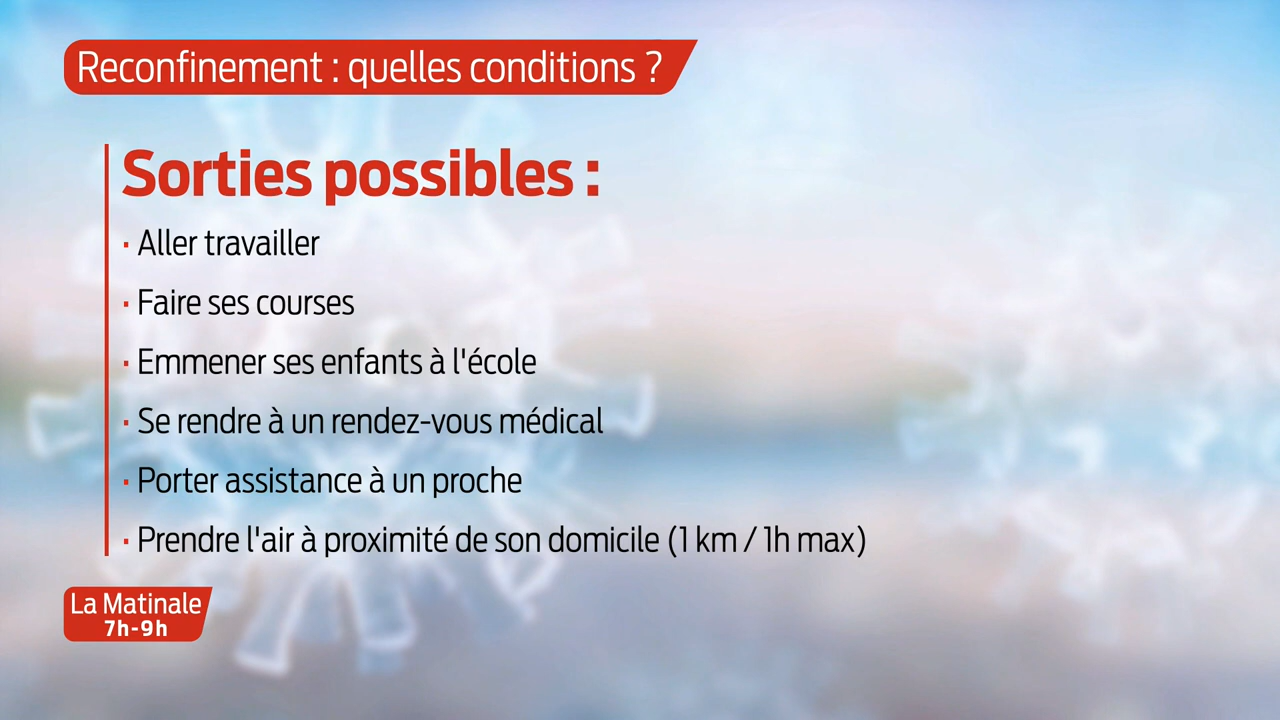 Reconfinement : quelles conditions ?
Sorties possibles :
· Aller travailler
· Faire ses courses
· Emmener ses enfants à l'école
· Se rendre à un rendez-vous médical
· Porter assistance à un proche
· Prendre l'air à proximité de son domicile (1 km / 1h max)
La Matinale
7h-9h